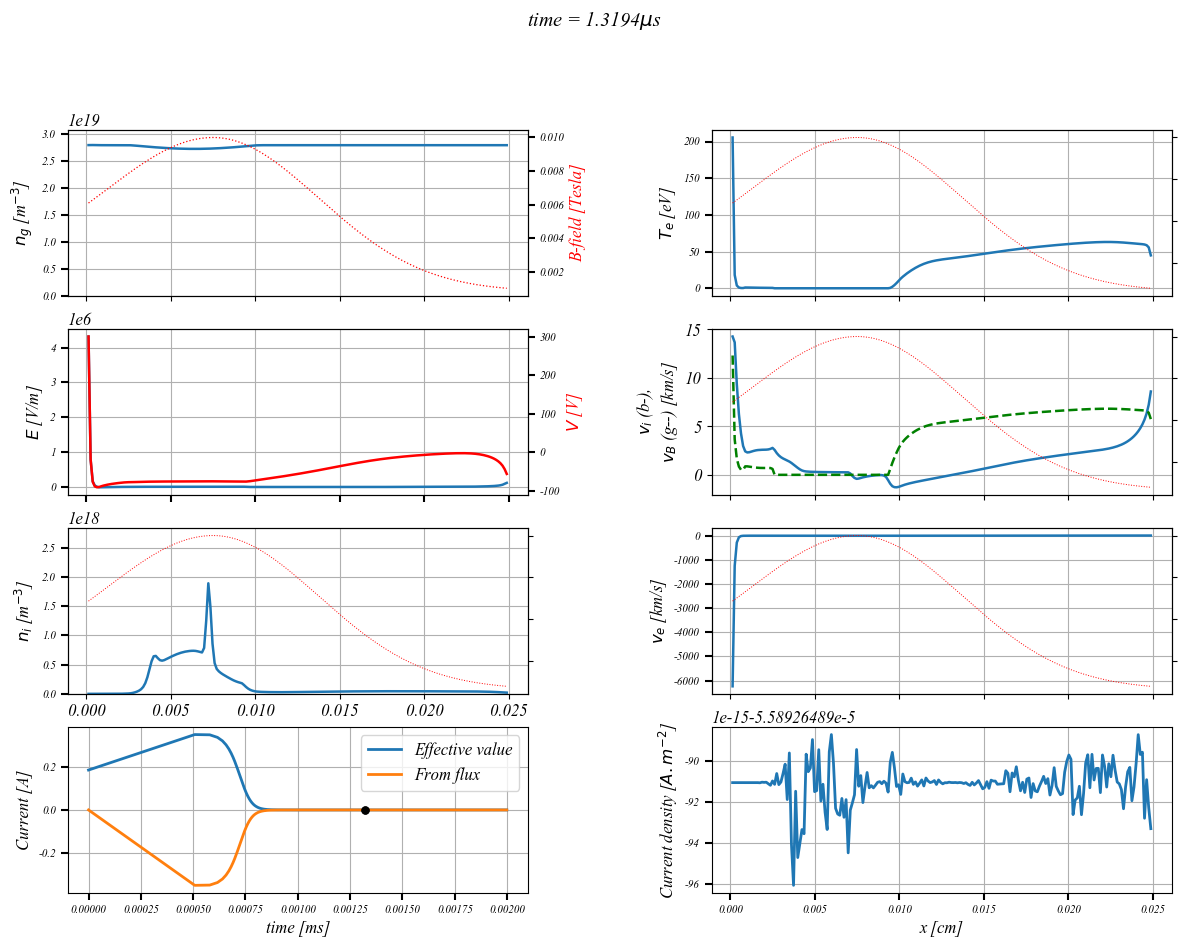 time = 1.3194μs
1e19
3.0
2.5
2.0
1.5
1.0
0.5
0.0
n_g [m^{-3}]
0.010
0.008
0.006
0.004
0.002
B-field [Tesla]
200
150
100
50
0
T_e [eV]
1e6
4
3
2
1
0
E [V/m]
300
200
100
0
-100
V [V]
15
10
5
0
v_i (b-),
v_B (g--) [km/s]
1e18
2.5
2.0
1.5
1.0
0.5
0.0
n_i [m^{-3}]
0.000 0.005 0.010 0.015 0.020 0.025
0
-1000
-2000
-3000
-4000
-5000
-6000
v_e [km/s]
0.2
0.0
-0.2
Current [A]
Effective value
From flux
0.00000 0.00025 0.00050 0.00075 0.00100 0.00125 0.00150 0.00175 0.00200
time [ms]
1e-15-5.58926489e-5
-90
-92
-94
-96
Current density [A.m^{-2}]
0.000 0.005 0.010 0.015 0.020 0.025
x [cm]